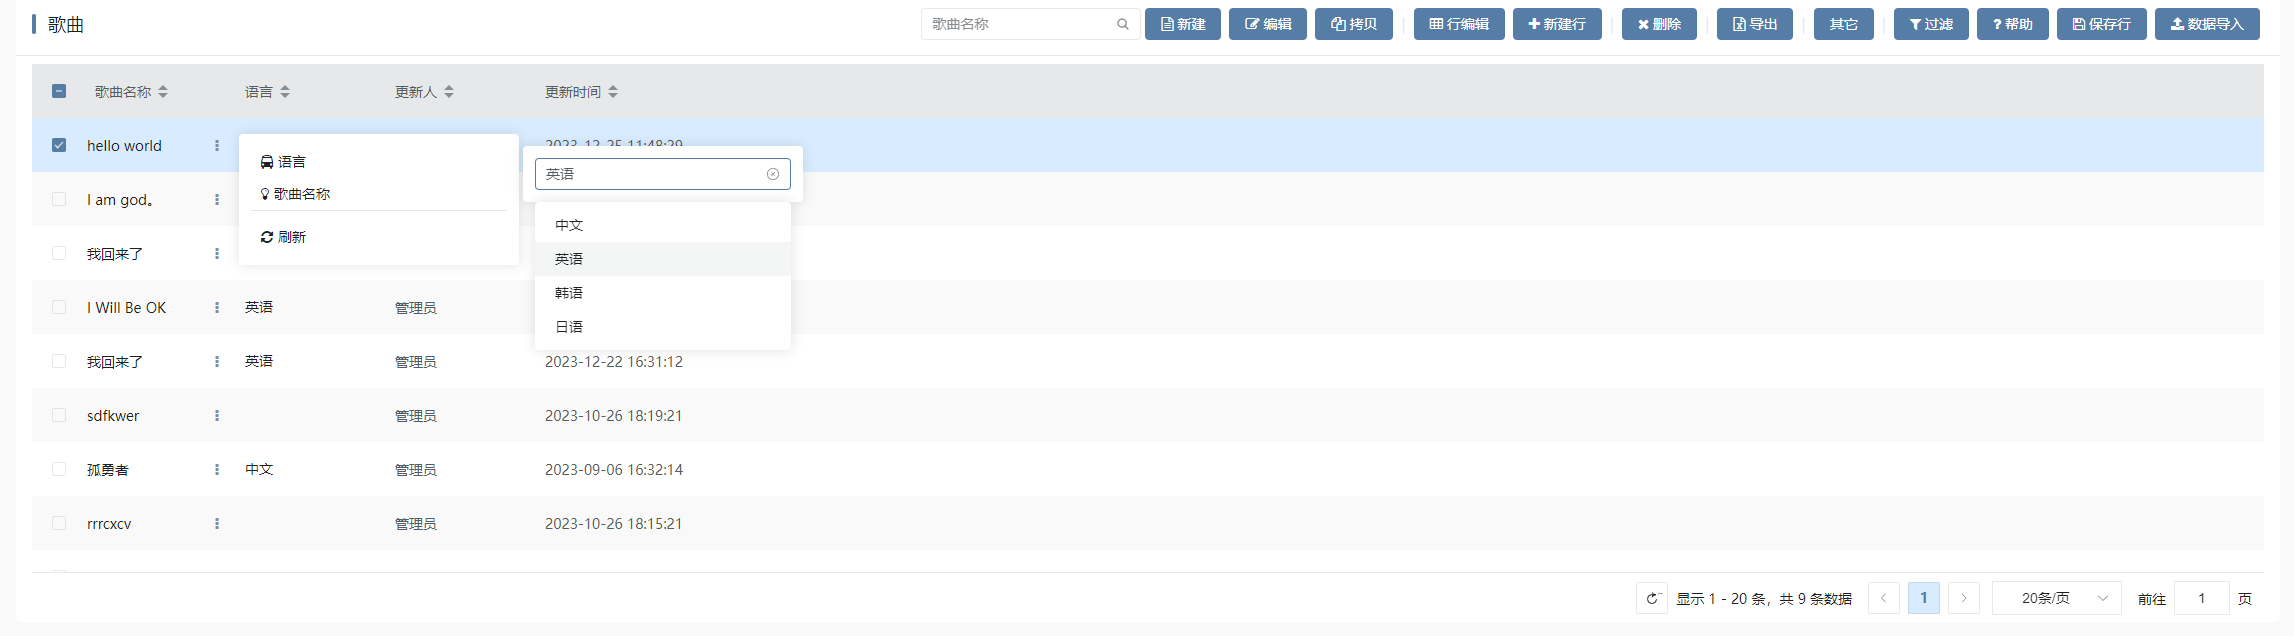 歌曲
歌曲名称 新建 编辑 拷贝 行编辑 新建行 删除 导出 其它 过滤 ? 帮助 保存行 数据导入
歌曲名称 语言 更新人 更新时间
hello world 2023-12-25 11:48:29
语言
歌曲名称
刷新
英语
中文
英语
韩语
日语
I am god。
我回来了
I Will Be OK 英语 管理员
我回来了 英语 管理员 2023-12-22 16:31:12
sdfkwer 管理员 2023-10-26 18:19:21
孤勇者 中文 管理员 2023-09-06 16:32:14
rrrcxcv 管理员 2023-10-26 18:15:21
显示 1 - 20 条，共 9 条数据 1 20条/页 前往 1 页